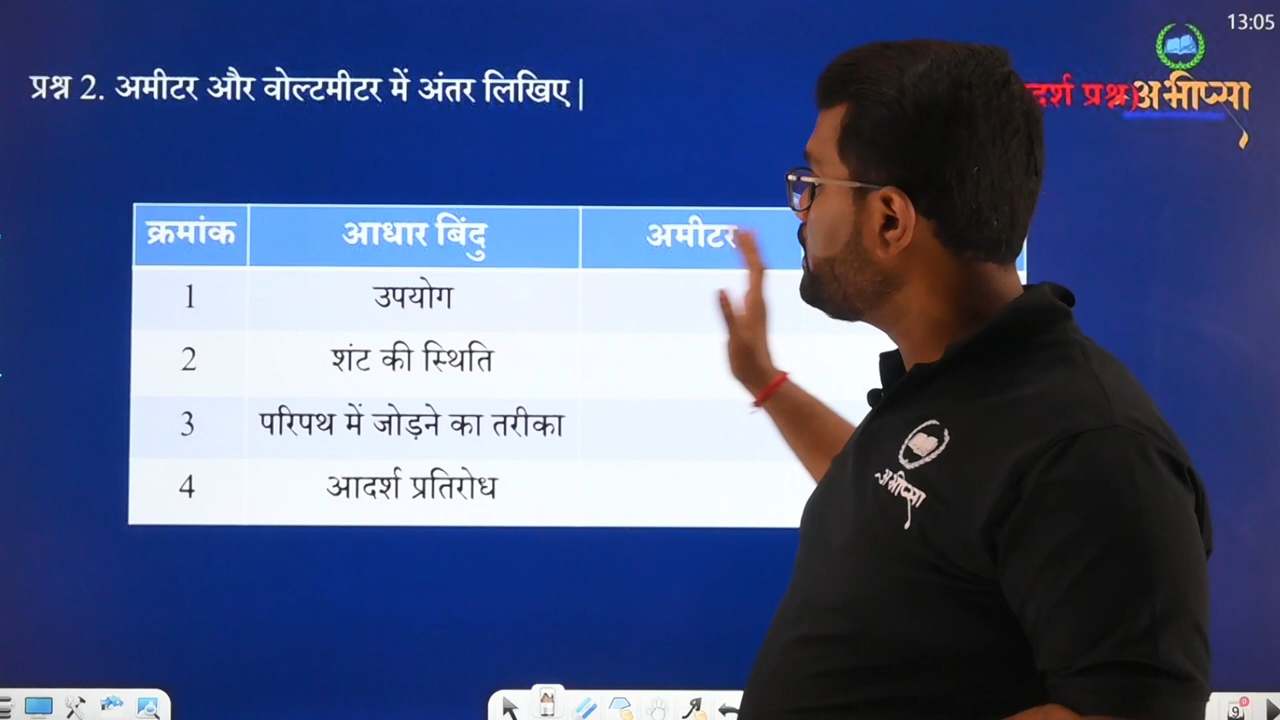 13:05
प्रश्न 2. अमीटर और वोल्टमीटर में अंतर लिखिए |
प्रश्न)
अभीप्सा
क्रमांक आधार बिंदु अमीटर
1 उपयोग
2 शंट की स्थिति
3 परिपथ में जोड़ने का तरीका
4 आदर्श प्रतिरोध
अभीप्सा
9